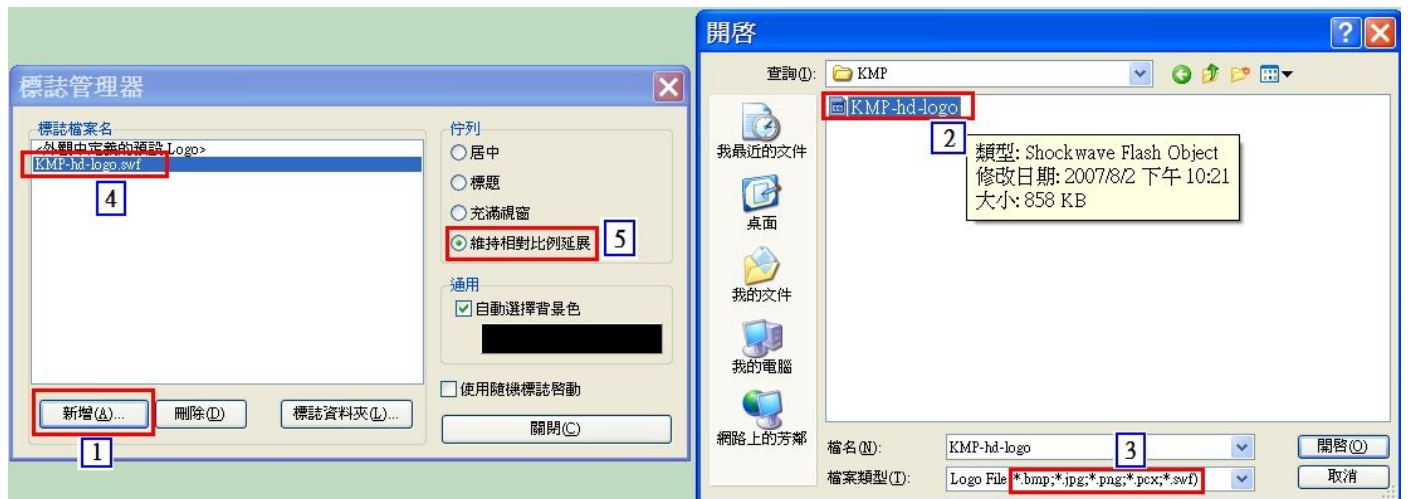 標誌管理器
標誌檔案名
<外觀中定義的預設 Logo>
KMP-hd-logo.swf
4
新增(A)...
刪除(D)
標誌資料夾(L)...
1
佇列
居中
標題
充滿視窗
維持相對比例延展
5
通用
自動選擇背景色
使用隨機標誌啓動
關閉(C)
開啓
查詢(I):
KMP
KMP-hd-logo
2
類型: Shockwave Flash Object
修改日期: 2007/8/2 下午 10:21
大小: 858 KB
我最近的文件
桌面
我的文件
我的電腦
網路上的芳鄰
檔名(N):
KMP-hd-logo
3
開啓(O)
檔案類型(T):
Logo File (*.bmp;*.jpg;*.png;*.pcx;*.swf)
取消